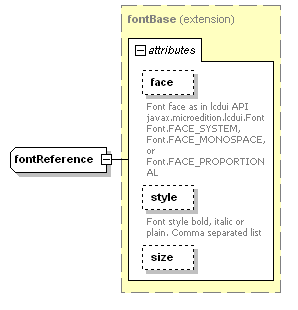 fontBase (extension)
attributes
face
Font face as in lcdui API
javax.microedition.lcdui.Font
Font.FACE_SYSTEM,
Font.FACE_MONOSPACE,
or
Font.FACE_PROPORTION
AL
fontReference
style
Font style bold, italic or
plain. Comma separated list
size